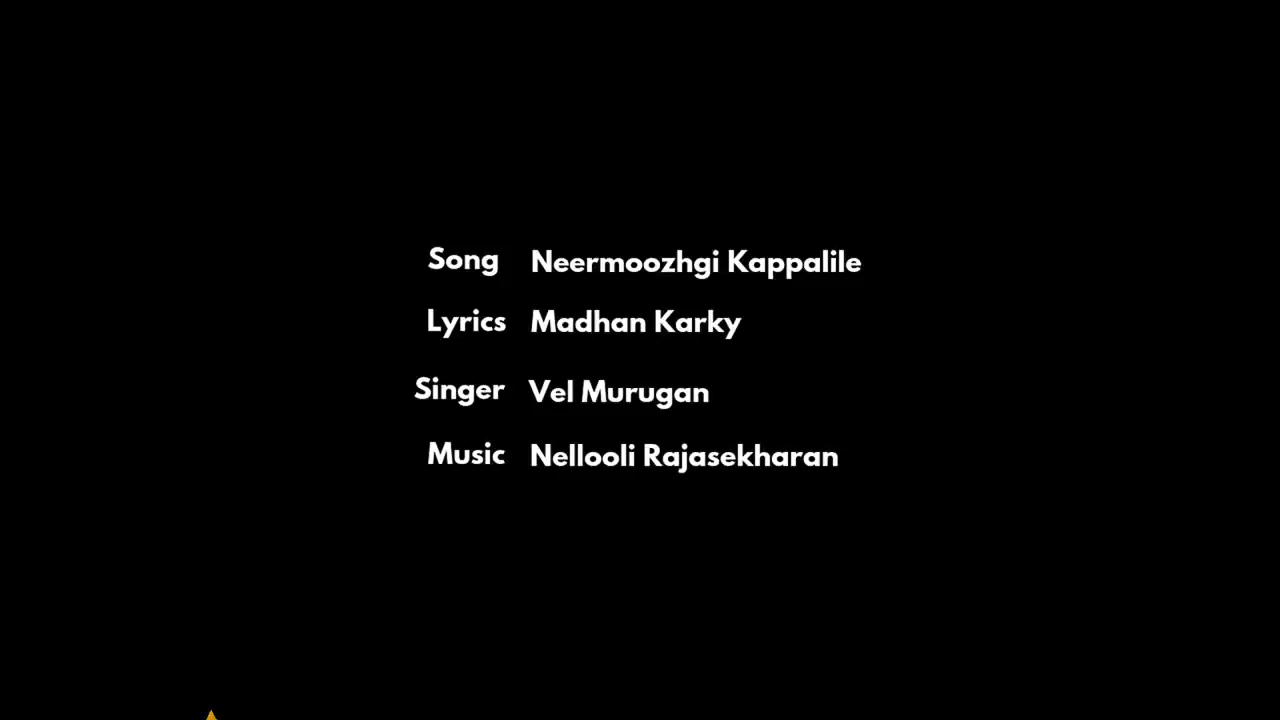 Song Neermoozhgi Kappalile
Lyrics Madhan Karky
Singer Vel Murugan
Music Nellooli Rajasekharan